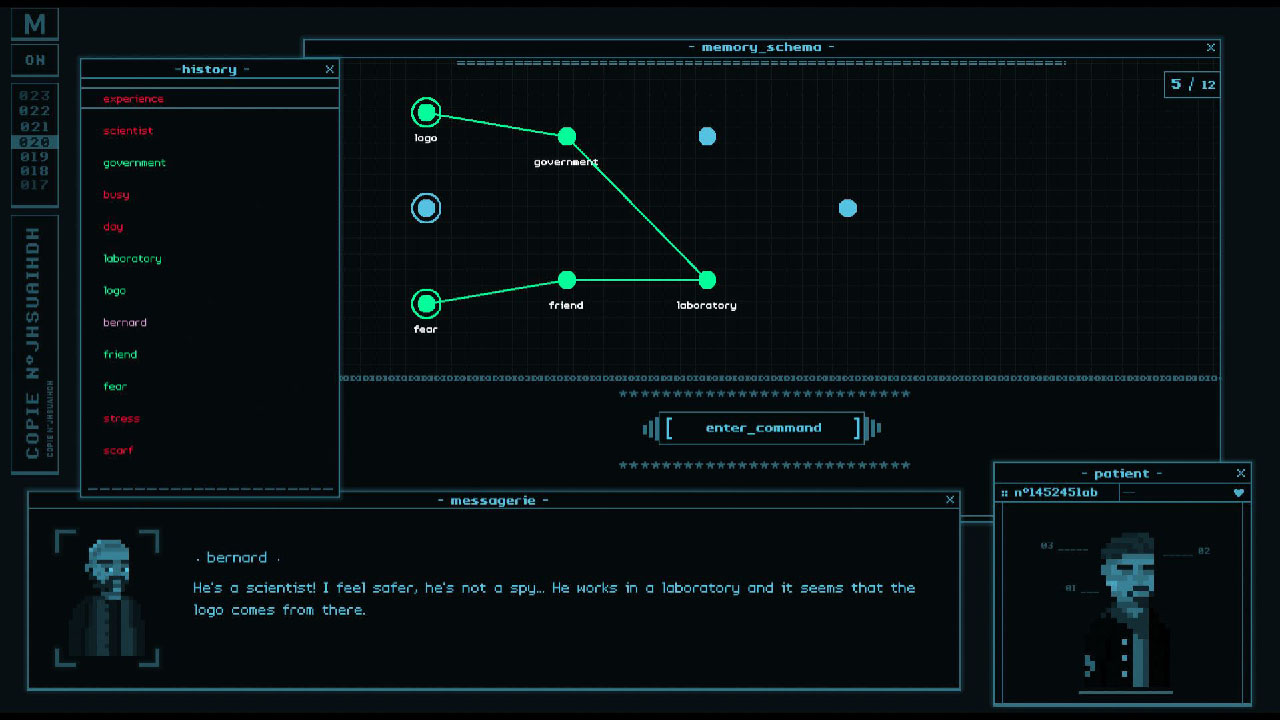 M
ON
023
022
021
020
019
018
017
COPIE N°JHSUAIHDH
COPIE N°JHSUAIHDH
-history -
experience
scientist
government
busy
day
laboratory
logo
bernard
friend
fear
stress
scarf
- memory_schema -
5 / 12
logo
government
friend
laboratory
fear
[ enter_command ]
- messagerie -
. bernard .
He's a scientist! I feel safer, he's not a spy... He works in a laboratory and it seems that the
logo comes from there.
- patient -
:: n°1452451ab
03
02
01